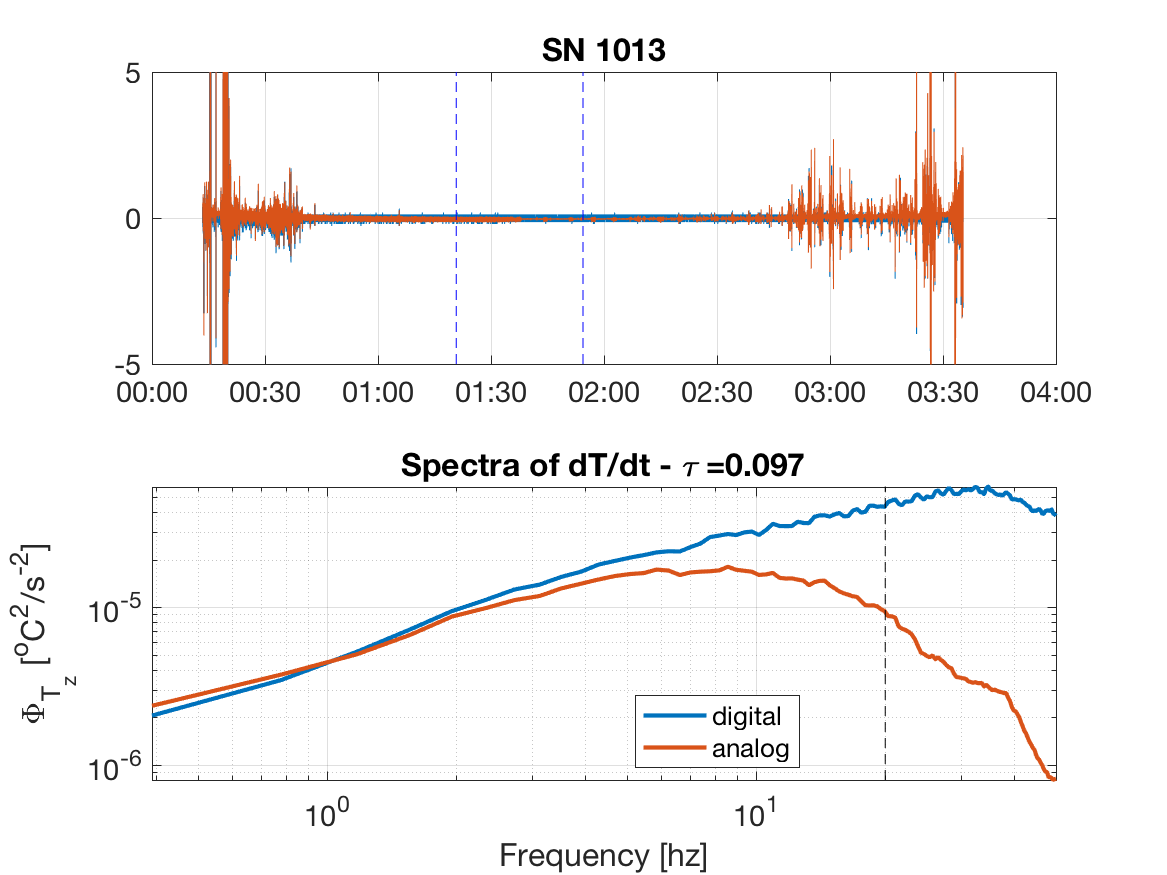 SN 1013
5
0
-5
00:00 00:30 01:00 01:30 02:00 02:30 03:00 03:30 04:00
Spectra of dT/dt - τ =0.097
Φ_{T_z} [^oC^2/s^{-2}]
10^{-5}
10^{-6}
digital
analog
10^0 10^1
Frequency [hz]